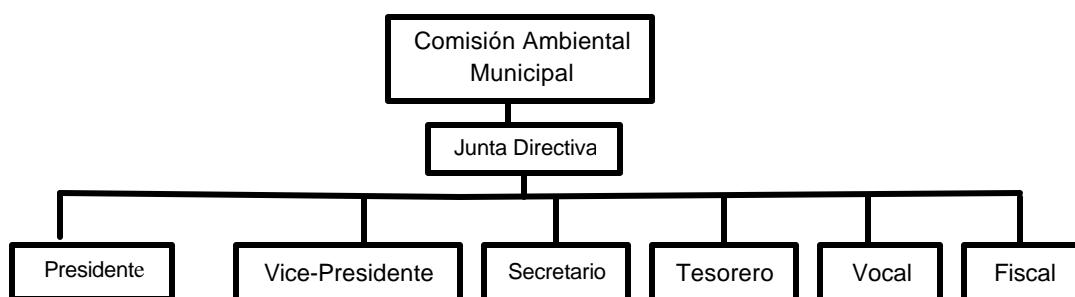 Comisión Ambiental
Municipal
Junta Directiva
Presidente
Vice-Presidente
Secretario
Tesorero
Vocal
Fiscal